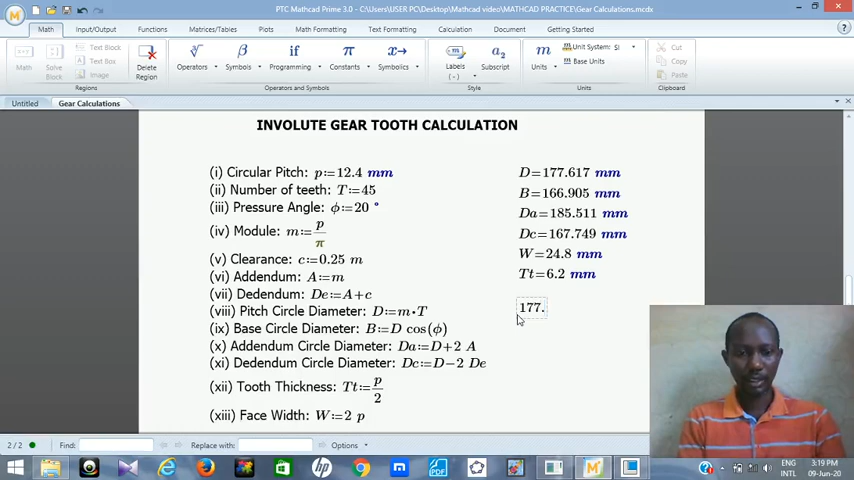 PTC Mathcad Prime 3.0 - C:\Users\USER PC\Desktop\Mathcad video\MATHCAD PRACTICE\Gear Calculations.mcdx
Math Input/Output Functions Matrices/Tables Plots Math Formatting Text Formatting Calculation Document Getting Started
Math Solve Block Text Block Text Box Image Delete Region Operators Symbols Programming Constants Symbolics Labels Subscript Units Unit System: SI Base Units Cut Copy Paste
Regions Operators and Symbols Style Units Clipboard
Untitled Gear Calculations
INVOLUTE GEAR TOOTH CALCULATION
(i) Circular Pitch: p:=12.4 mm
(ii) Number of teeth: T:=45
(iii) Pressure Angle: ϕ:=20 °
(iv) Module: m:=p/π
(v) Clearance: c:=0.25 m
(vi) Addendum: A:=m
(vii) Dedendum: De:=A+c
(viii) Pitch Circle Diameter: D:=m·T
(ix) Base Circle Diameter: B:=D cos(ϕ)
(x) Addendum Circle Diameter: Da:=D+2 A
(xi) Dedendum Circle Diameter: Dc:=D−2 De
(xii) Tooth Thickness: Tt:=p/2
(xiii) Face Width: W:=2 p
D=177.617 mm
B=166.905 mm
Da=185.511 mm
Dc=167.749 mm
W=24.8 mm
Tt=6.2 mm
177.
2/2 Find: Replace with: Options
ENG
INTL
3:19 PM
09-Jun-20